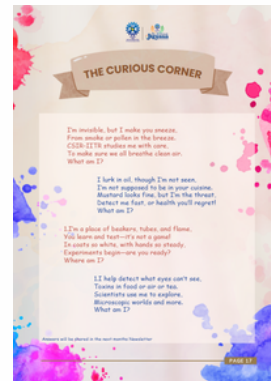 THE CURIOUS CORNER
I'm invisible, but I make you sneeze.
From smoke or pollen in the breeze.
CSIR-IITR studies me with care.
To make sure we all breathe clean air.
What am I?
I lurk in oil, though I'm not seen.
I'm not supposed to be in your cuisine.
Mustard looks fine, but I'm the threat.
Detect me fast, or health you'll regret!
What am I?
1.I'm a place of beakers, tubes, and flame.
You learn and test—it's not a game!
In coats so white, with hands so steady.
Experiments begin—are you ready?
Where am I?
1.I help detect what eyes can't see.
Toxins in food or air or tea.
Scientists use me to explore,
Microscopic worlds and more.
What am I?
Answers will be placed in the next months Newsletter
PAGE 17